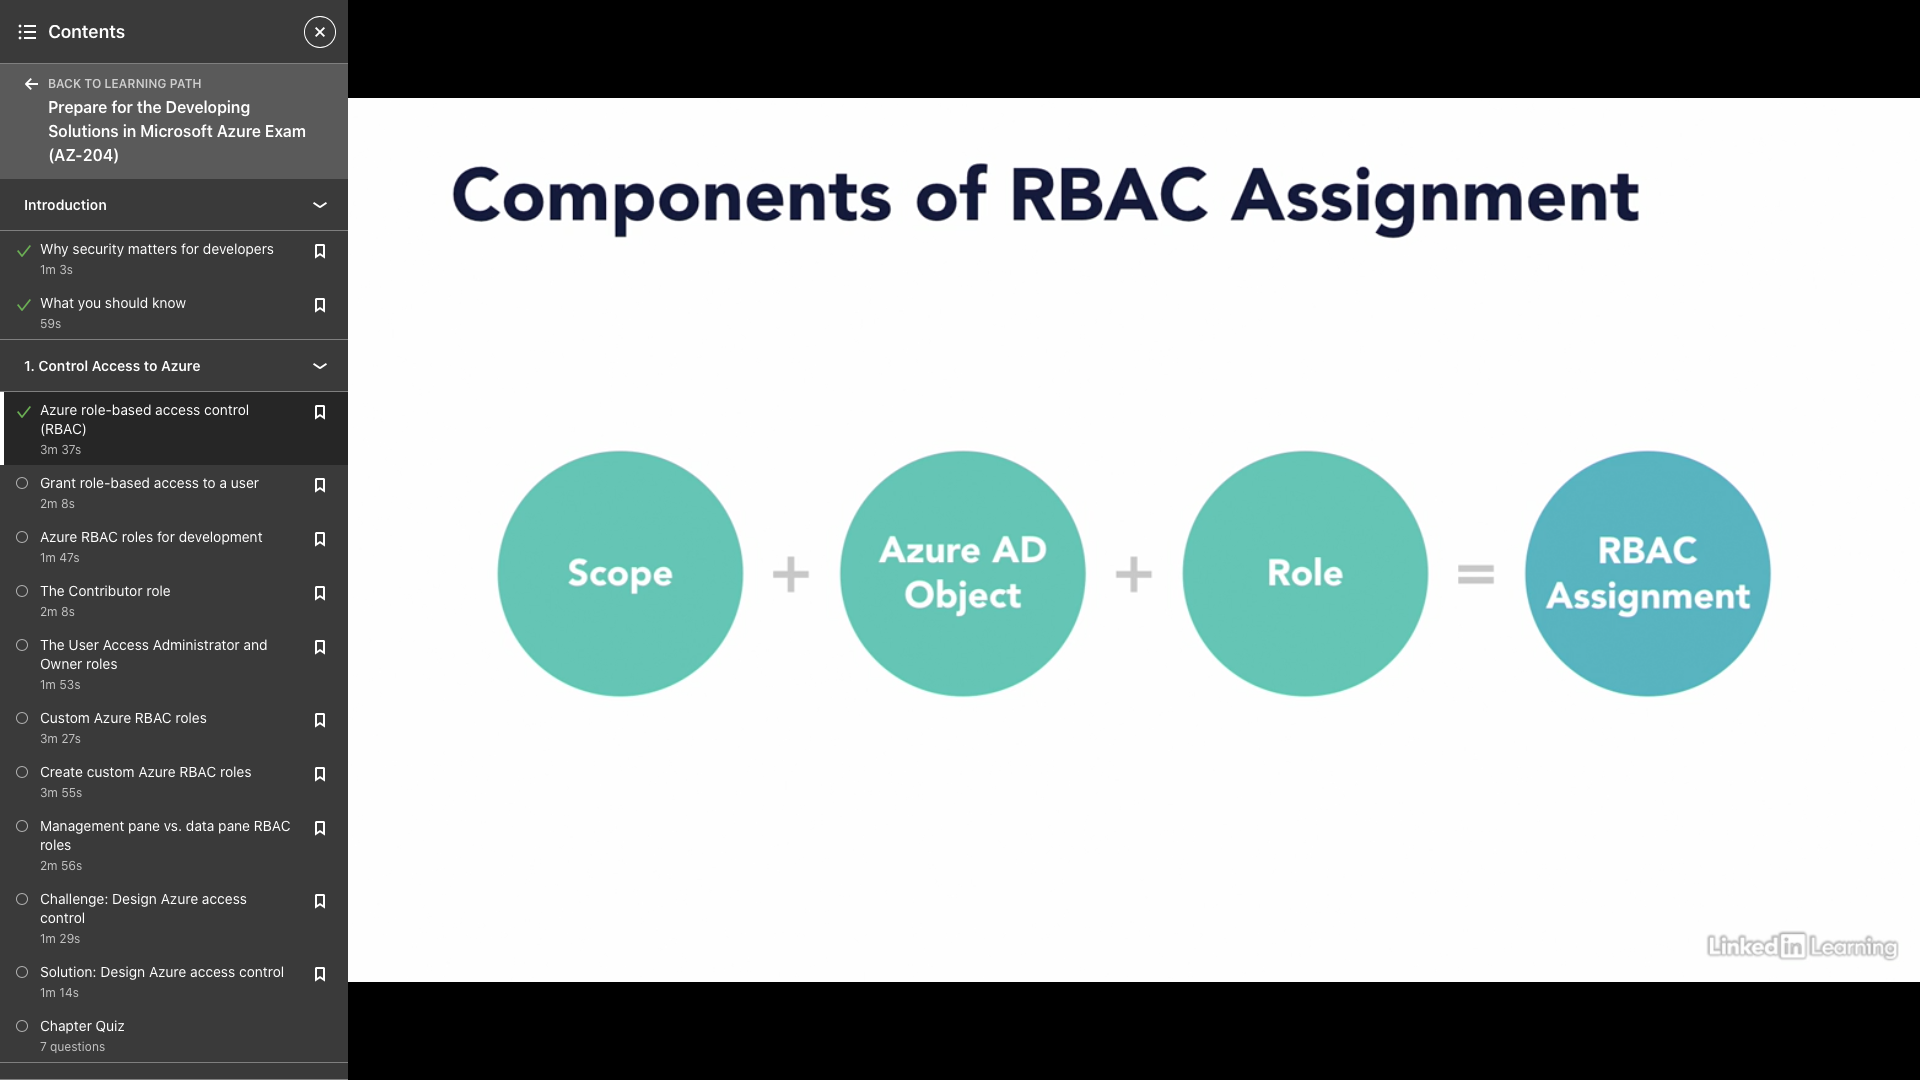 Contents
BACK TO LEARNING PATH
Prepare for the Developing
Solutions in Microsoft Azure Exam
(AZ-204)
Introduction
Why security matters for developers
1m 3s
What you should know
59s
1. Control Access to Azure
Azure role-based access control
(RBAC)
3m 37s
Grant role-based access to a user
2m 8s
Azure RBAC roles for development
1m 47s
The Contributor role
2m 8s
The User Access Administrator and
Owner roles
1m 53s
Custom Azure RBAC roles
3m 27s
Create custom Azure RBAC roles
3m 55s
Management pane vs. data pane RBAC
roles
2m 56s
Challenge: Design Azure access
control
1m 29s
Solution: Design Azure access control
1m 14s
Chapter Quiz
7 questions
Components of RBAC Assignment
Scope
+
Azure AD
Object
+
Role
=
RBAC
Assignment
Linked in Learning